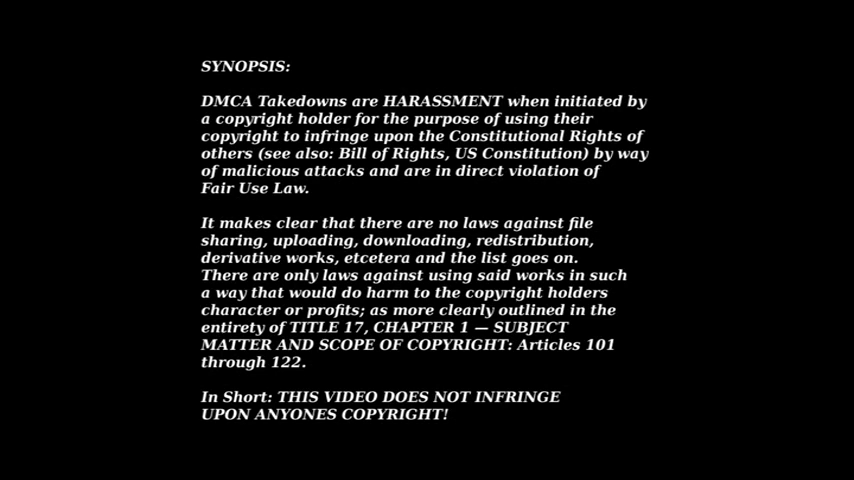 SYNOPSIS:
DMCA Takedowns are HARASSMENT when initiated by
a copyright holder for the purpose of using their
copyright to infringe upon the Constitutional Rights of
others (see also: Bill of Rights, US Constitution) by way
of malicious attacks and are in direct violation of
Fair Use Law.
It makes clear that there are no laws against file
sharing, uploading, downloading, redistribution,
derivative works, etcetera and the list goes on.
There are only laws against using said works in such
a way that would do harm to the copyright holders
character or profits; as more clearly outlined in the
entirety of TITLE 17, CHAPTER 1 — SUBJECT
MATTER AND SCOPE OF COPYRIGHT: Articles 101
through 122.
In Short: THIS VIDEO DOES NOT INFRINGE
UPON ANYONES COPYRIGHT!